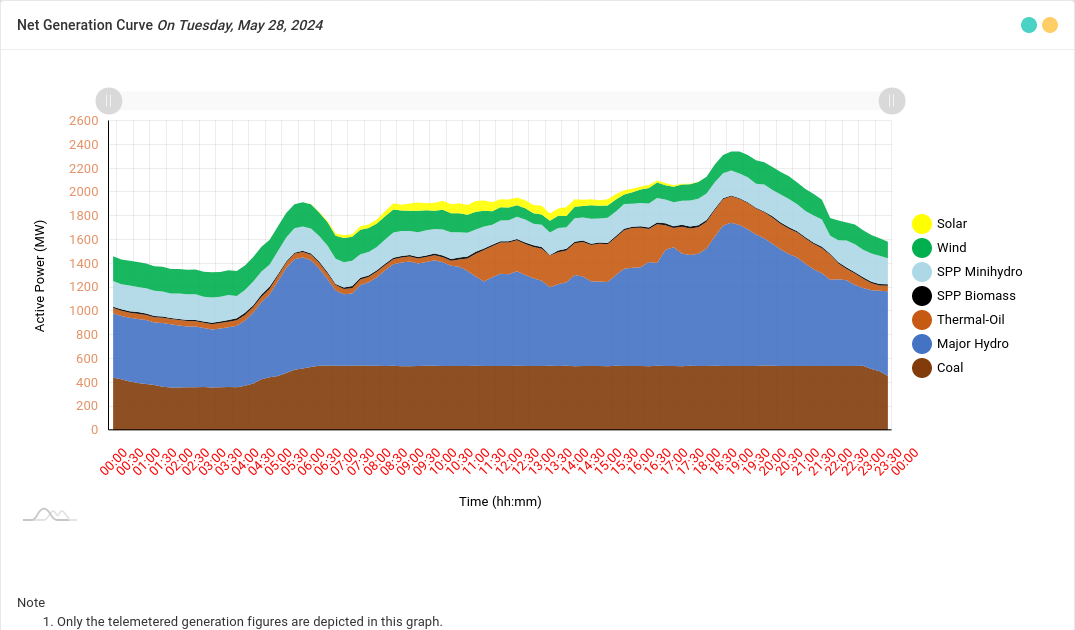 Net Generation Curve On Tuesday, May 28, 2024
2600
2400
2200
2000
1800
1600
1400
1200
1000
800
600
400
200
0
Active Power (MW)
00:00 00:30 01:00 01:30 02:00 02:30 03:00 03:30 04:00 04:30 05:00 05:30 06:00 06:30 07:00 07:30 08:00 08:30 09:00 09:30 10:00 10:30 11:00 11:30 12:00 12:30 13:00 13:30 14:00 14:30 15:00 15:30 16:00 16:30 17:00 17:30 18:00 18:30 19:00 19:30 20:00 20:30 21:00 21:30 22:00 22:30 23:00 23:30 00:00
Time (hh:mm)
Solar
Wind
SPP Minihydro
SPP Biomass
Thermal-Oil
Major Hydro
Coal
Note
1. Only the telemetered generation figures are depicted in this graph.